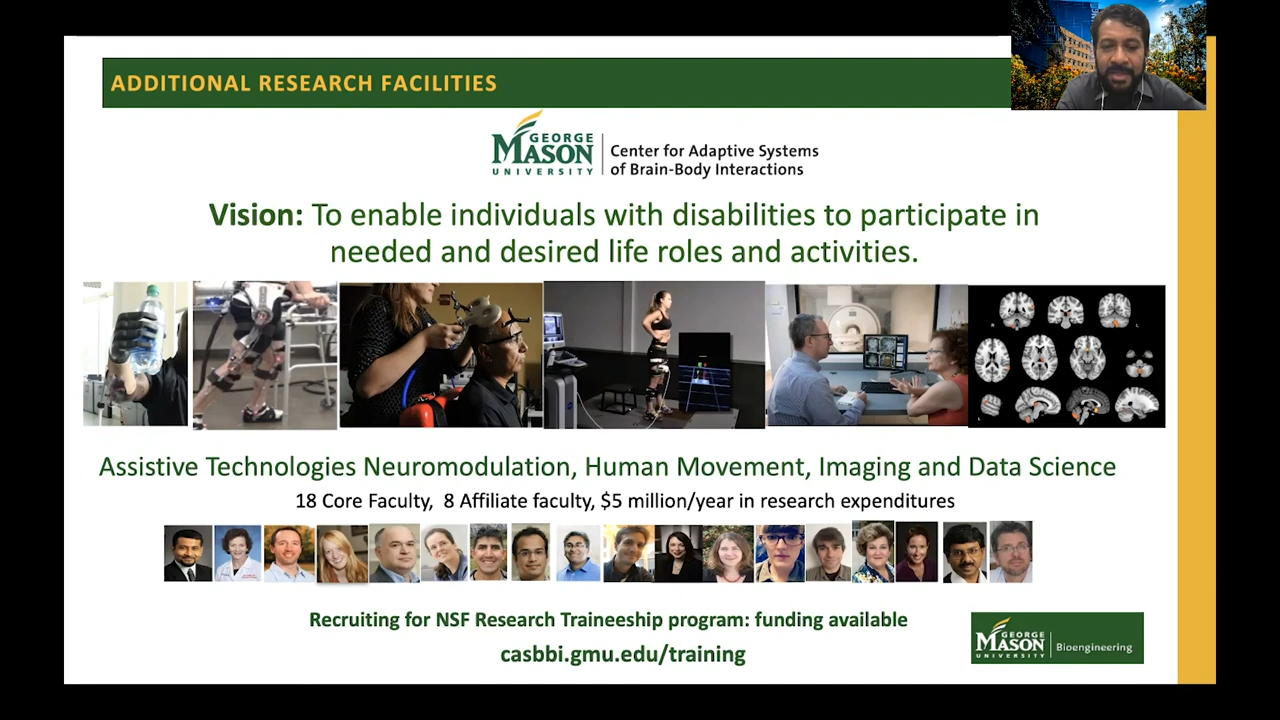 ADDITIONAL RESEARCH FACILITIES
GEORGE
MASON
UNIVERSITY
Center for Adaptive Systems
of Brain-Body Interactions
Vision: To enable individuals with disabilities to participate in
needed and desired life roles and activities.
R
L
L
Assistive Technologies Neuromodulation, Human Movement, Imaging and Data Science
18 Core Faculty, 8 Affiliate faculty, $5 million/year in research expenditures
Recruiting for NSF Research Traineeship program: funding available
casbbi.gmu.edu/training
GEORGE
MASON
UNIVERSITY
Bioengineering